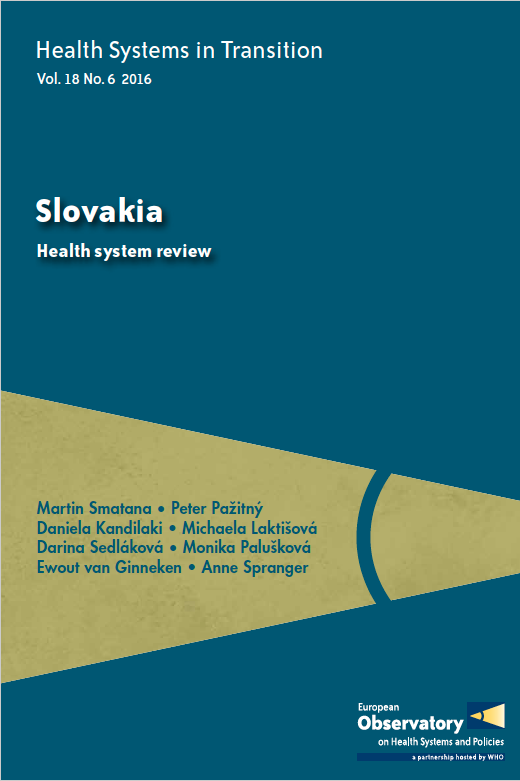 Health Systems in Transition
Vol. 18 No. 6 2016
Slovakia
Health system review
Martin Smatana • Peter Pažitný
Daniela Kandilaki • Michaela Laktišová
Darina Sedláková • Monika Palušková
Ewout van Ginneken • Anne Spranger
European
Observatory
on Health Systems and Policies
a partnership hosted by WHO